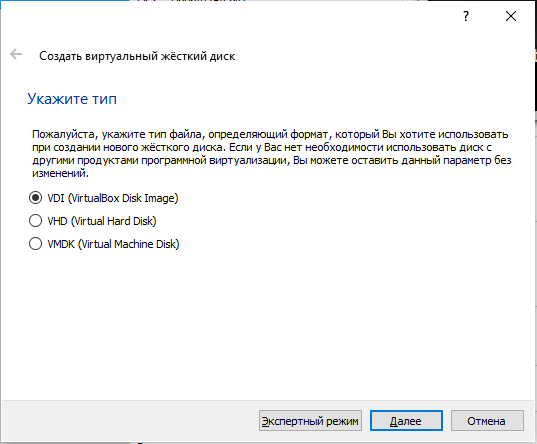 ?
Создать виртуальный жёсткий диск
Укажите тип
Пожалуйста, укажите тип файла, определяющий формат, который Вы хотите использовать
при создании нового жёсткого диска. Если у Вас нет необходимости использовать диск с
другими продуктами программной виртуализации, Вы можете оставить данный параметр без
изменений.
VDI (VirtualBox Disk Image)
VHD (Virtual Hard Disk)
VMDK (Virtual Machine Disk)
Экспертный режим
Далее
Отмена